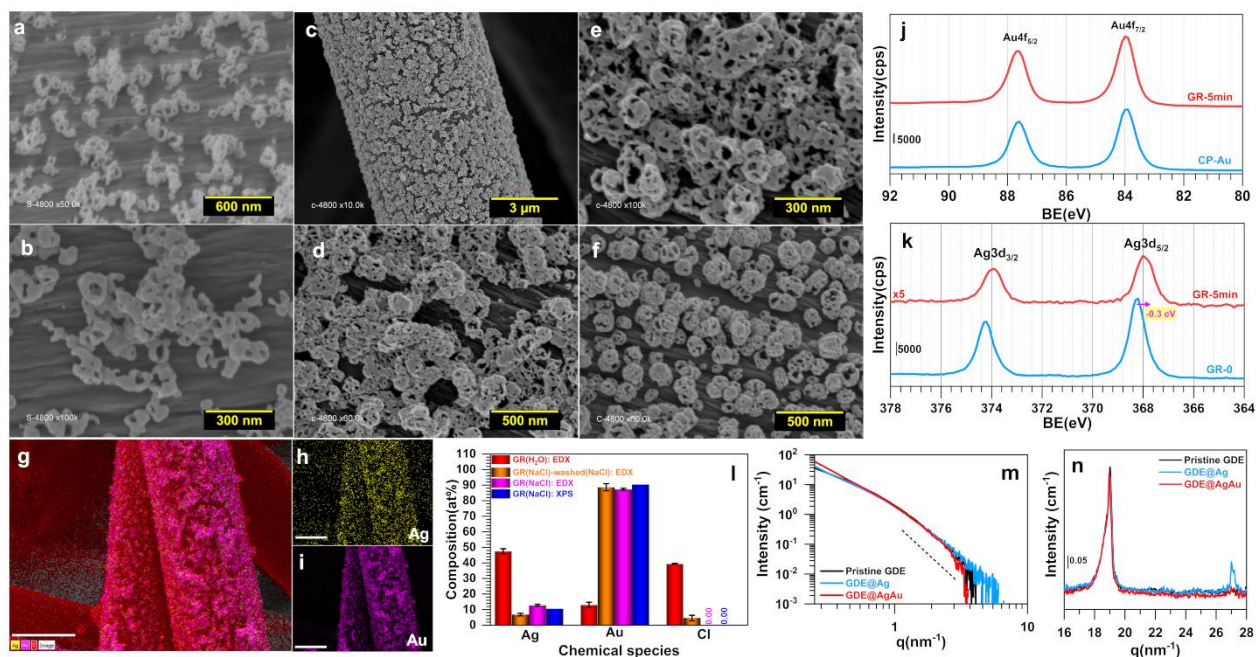 a
S-4800 x50.0k
600 nm
b
S-4800 x100k
300 nm
c
c-4800 x10.0k
3 µm
d
c-4800 x60.0k
500 nm
e
c-4800 x100k
300 nm
f
C-4800 x60.0k
500 nm
g
Image
h
Ag
i
Au
j
Au4f5/2
Au4f7/2
GR-5min
5000
CP-Au
Intensity(cps)
92 90 88 86 84 82 80
BE(eV)
k
Ag3d3/2
Ag3d5/2
x5
GR-5min
-0.3 eV
5000
GR-0
Intensity(cps)
378 376 374 372 370 368 366 364
BE(eV)
l
GR(H2O): EDX
GR(NaCl)-washed(NaCl): EDX
GR(NaCl): EDX
GR(NaCl): XPS
Composition(at%)
110
100
90
80
70
60
50
40
30
20
10
0
0.00
0.00
Ag Au Cl
Chemical species
m
Intensity (cm-1)
10^2
10^1
10^0
10^-1
10^-2
10^-3
Pristine GDE
GDE@Ag
GDE@AgAu
1 10
q(nm-1)
n
Pristine GDE
GDE@Ag
GDE@AgAu
0.05
Intensity (cm-1)
16 18 20 22 24 26 28
q(nm-1)